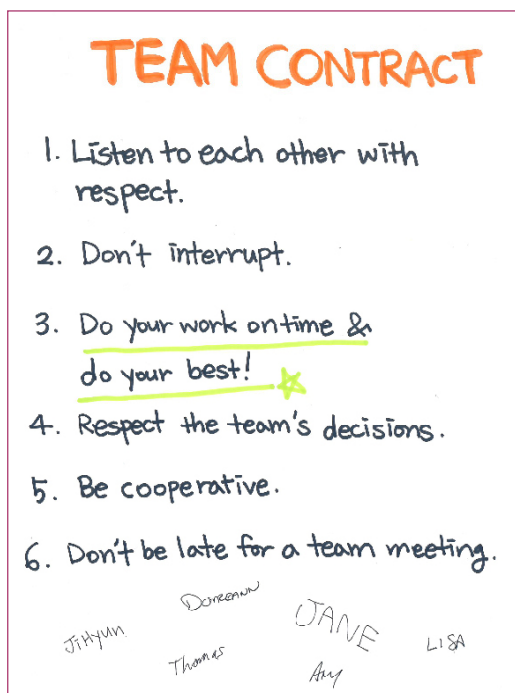 TEAM CONTRACT
1. Listen to each other with
respect.
2. Don't interrupt.
3. Do your work on time &
do your best!
4. Respect the team's decisions.
5. Be cooperative.
6. Don't be late for a team meeting.
JiHyun
JANE
LISA
Thomas
Amy